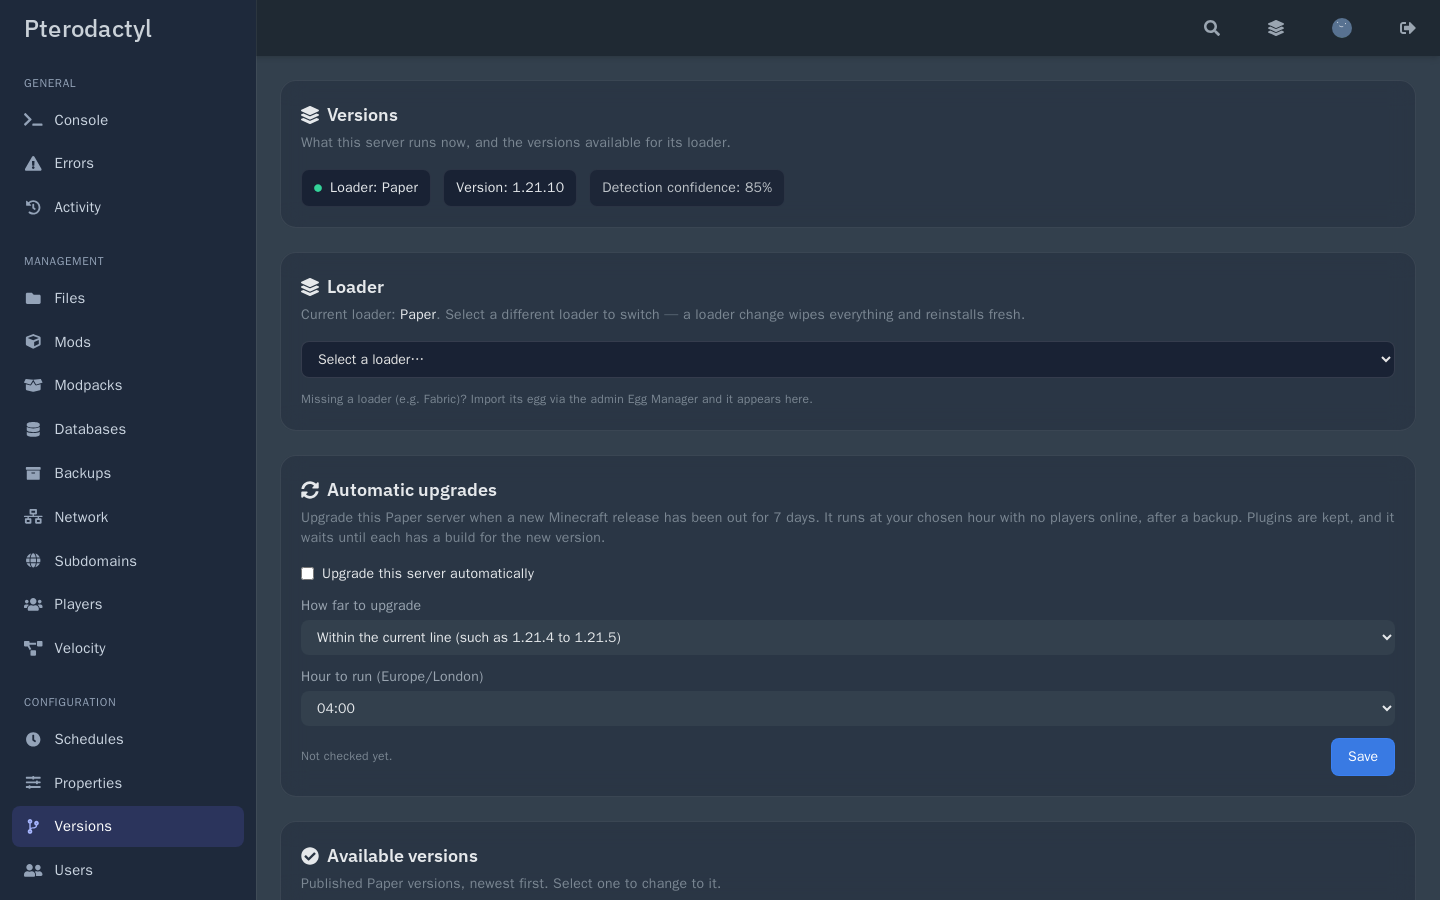 Pterodactyl
GENERAL
Console
Errors
Activity
MANAGEMENT
Files
Mods
Modpacks
Databases
Backups
Network
Subdomains
Players
Velocity
CONFIGURATION
Schedules
Properties
Versions
Users
Versions
What this server runs now, and the versions available for its loader.
Loader: Paper
Version: 1.21.10
Detection confidence: 85%
Loader
Current loader: Paper. Select a different loader to switch — a loader change wipes everything and reinstalls fresh.
Select a loader…
Missing a loader (e.g. Fabric)? Import its egg via the admin Egg Manager and it appears here.
Automatic upgrades
Upgrade this Paper server when a new Minecraft release has been out for 7 days. It runs at your chosen hour with no players online, after a backup. Plugins are kept, and it
waits until each has a build for the new version.
Upgrade this server automatically
How far to upgrade
Within the current line (such as 1.21.4 to 1.21.5)
Hour to run (Europe/London)
04:00
Not checked yet.
Save
Available versions
Published Paper versions, newest first. Select one to change to it.